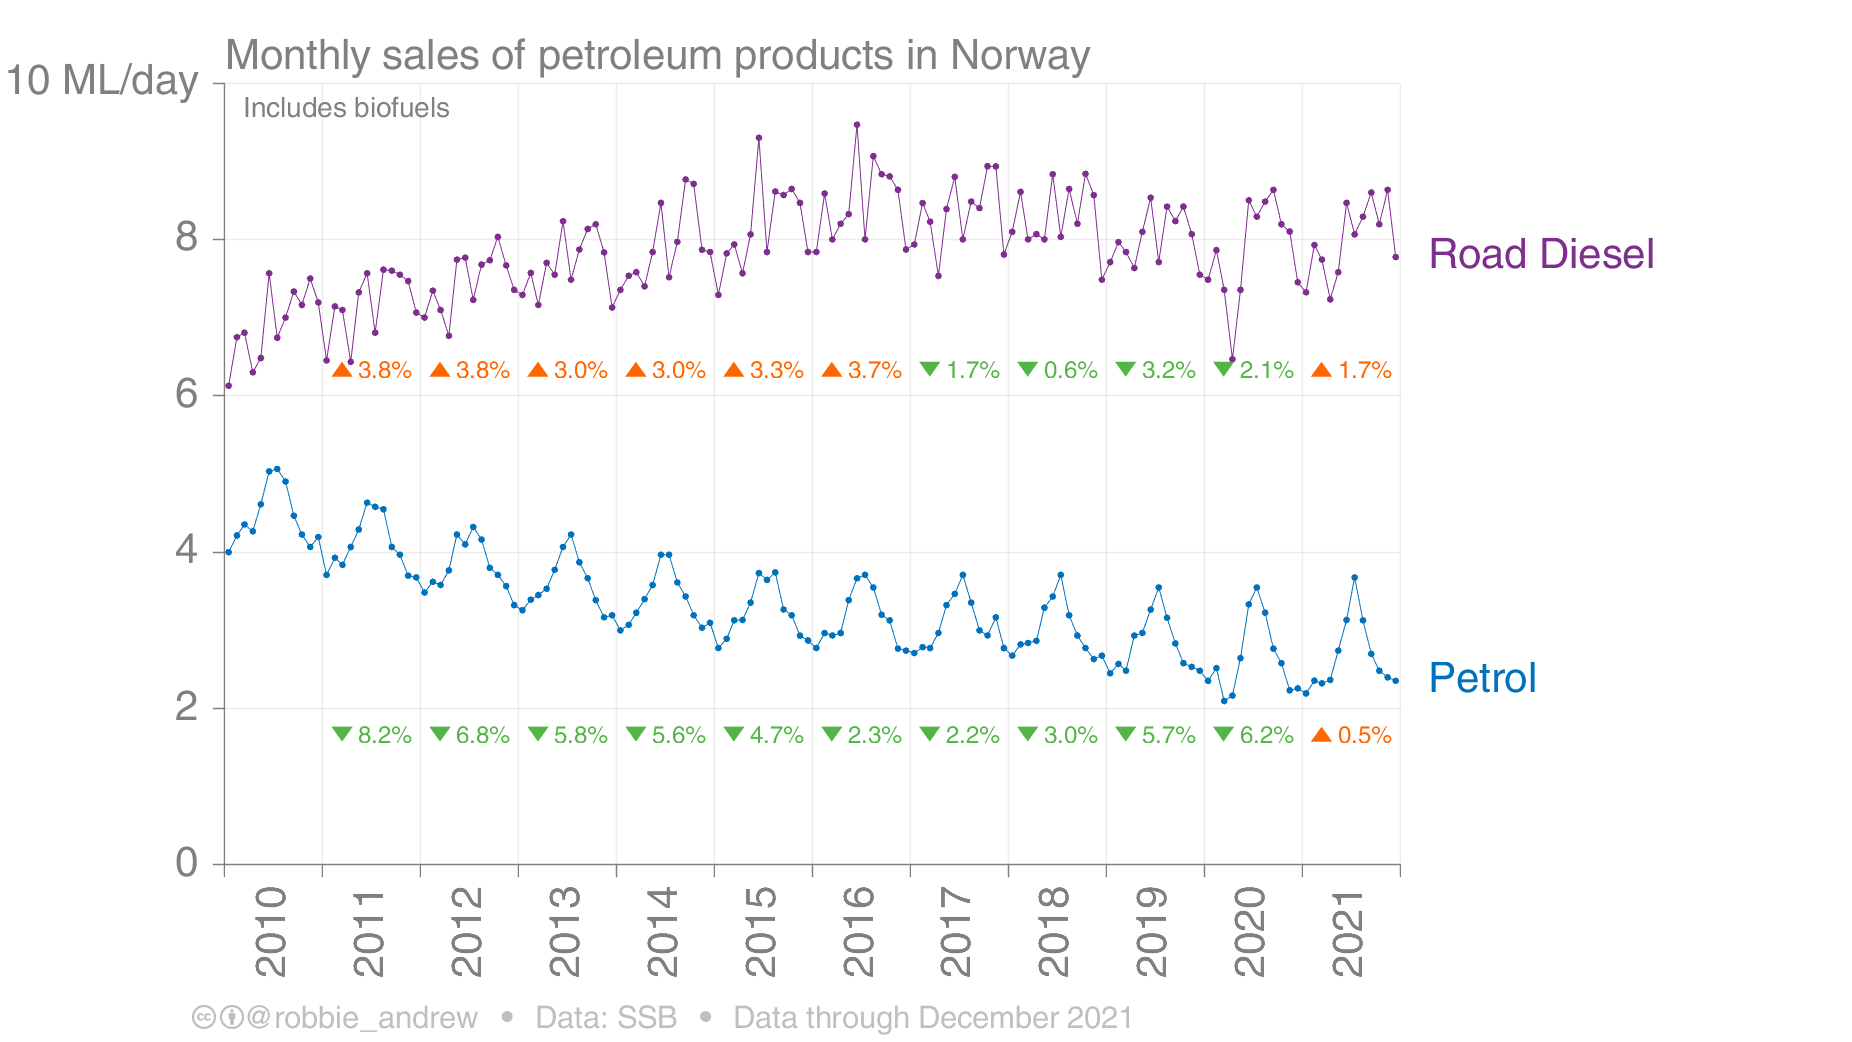 Monthly sales of petroleum products in Norway
10 ML/day
Includes biofuels
8
Road Diesel
▲ 3.8% ▲ 3.8% ▲ 3.0% ▲ 3.0% ▲ 3.3% ▲ 3.7% ▼ 1.7% ▼ 0.6% ▼ 3.2% ▼ 2.1% ▲ 1.7%
6
4
Petrol
2
▼ 8.2% ▼ 6.8% ▼ 5.8% ▼ 5.6% ▼ 4.7% ▼ 2.3% ▼ 2.2% ▼ 3.0% ▼ 5.7% ▼ 6.2% ▲ 0.5%
0
2010 2011 2012 2013 2014 2015 2016 2017 2018 2019 2020 2021
cc @robbie_andrew • Data: SSB • Data through December 2021